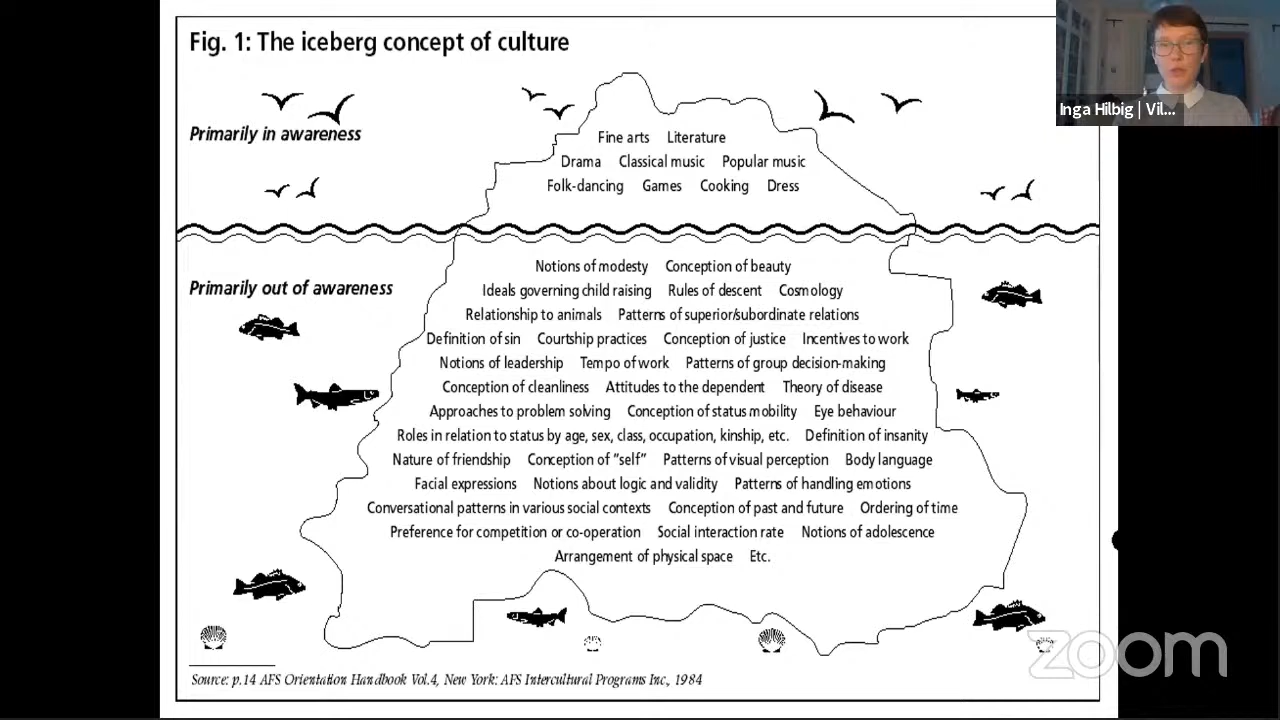 Fig. 1: The iceberg concept of culture
Inga Hilbig | Vil...
Primarily in awareness
Fine arts Literature
Drama Classical music Popular music
Folk-dancing Games Cooking Dress
Primarily out of awareness
Notions of modesty Conception of beauty
Ideals governing child raising Rules of descent Cosmology
Relationship to animals Patterns of superior/subordinate relations
Definition of sin Courtship practices Conception of justice Incentives to work
Notions of leadership Tempo of work Patterns of group decision-making
Conception of cleanliness Attitudes to the dependent Theory of disease
Approaches to problem solving Conception of status mobility Eye behaviour
Roles in relation to status by age, sex, class, occupation, kinship, etc. Definition of insanity
Nature of friendship Conception of “self” Patterns of visual perception Body language
Facial expressions Notions about logic and validity Patterns of handling emotions
Conversational patterns in various social contexts Conception of past and future Ordering of time
Preference for competition or co-operation Social interaction rate Notions of adolescence
Arrangement of physical space Etc.
zoom
Source: p.14 AFS Orientation Handbook Vol.4, New York: AFS Intercultural Programs Inc., 1984